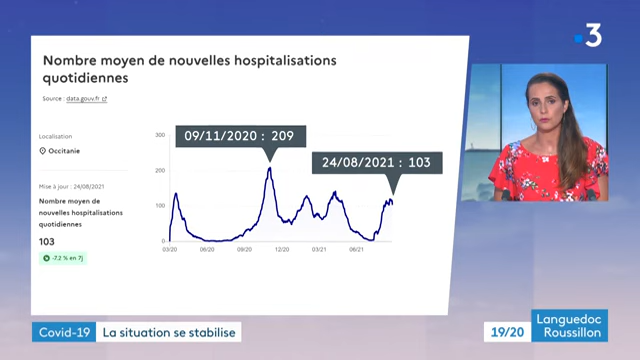 3
Nombre moyen de nouvelles hospitalisations
quotidiennes
Source : data.gouv.fr
Localisation
Occitanie
Mise à jour : 24/08/2021
Nombre moyen de
nouvelles hospitalisations
quotidiennes
103
-7.2 % en 7j
09/11/2020 : 209
24/08/2021 : 103
300
200
100
0
03/20 06/20 09/20 12/20 03/21 06/21
Covid-19 La situation se stabilise
19/20 Languedoc
Roussillon